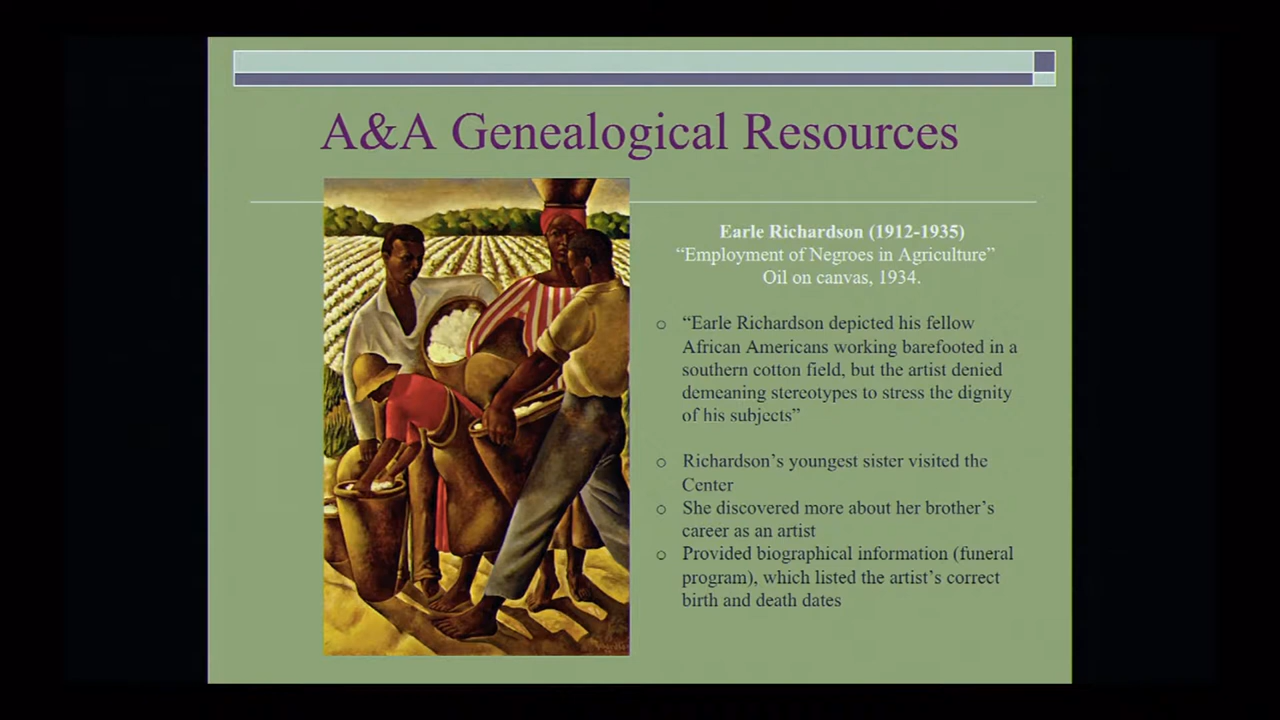 A&A Genealogical Resources
Earle Richardson (1912-1935)
“Employment of Negroes in Agriculture”
Oil on canvas, 1934.
“Earle Richardson depicted his fellow
African Americans working barefooted in a
southern cotton field, but the artist denied
demeaning stereotypes to stress the dignity
of his subjects”
Richardson’s youngest sister visited the
Center
She discovered more about her brother’s
career as an artist
Provided biographical information (funeral
program), which listed the artist’s correct
birth and death dates